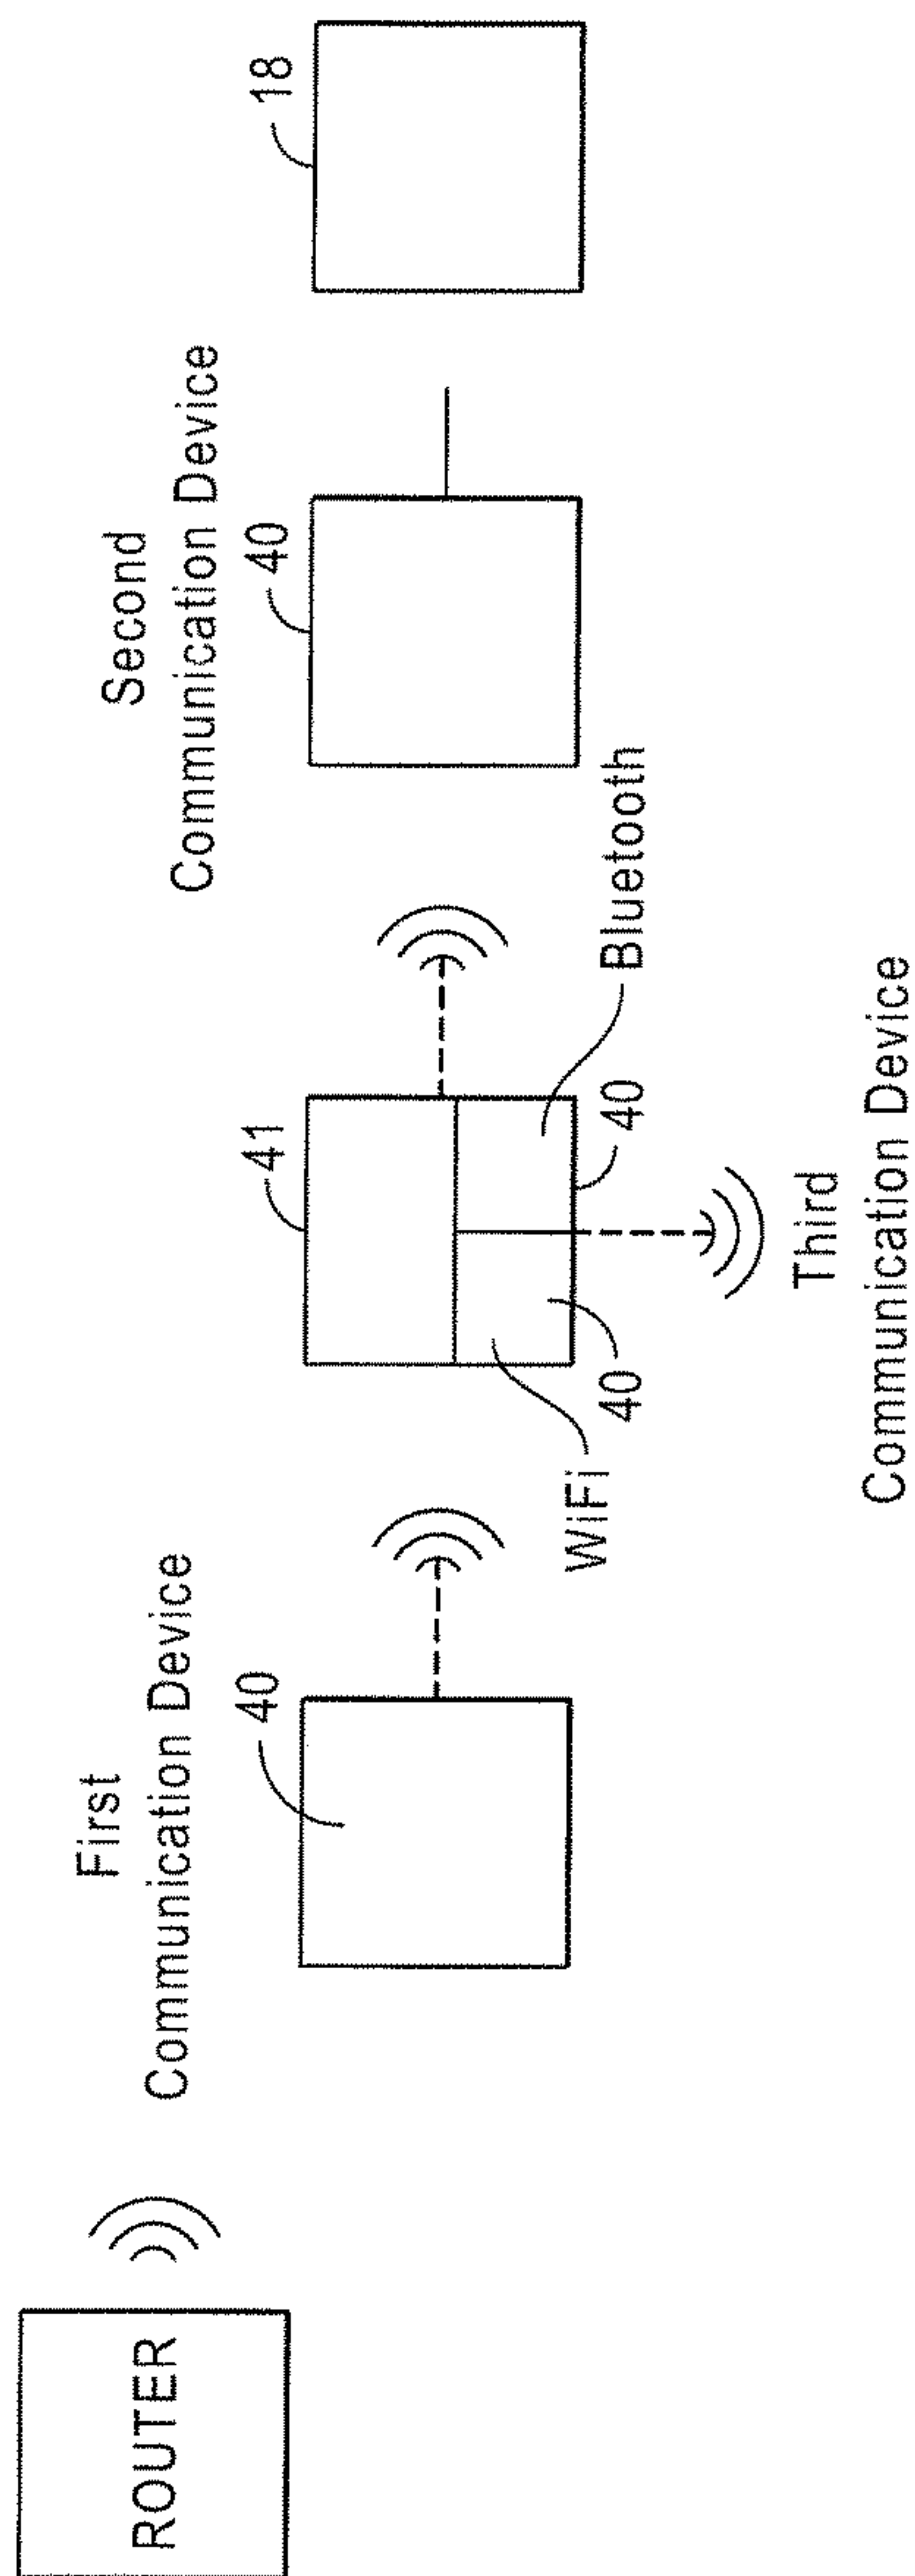 ROUTER
First
Communication Device
40
WiFi
40
41
40
Bluetooth
Third
Communication Device
Second
Communication Device
40
18